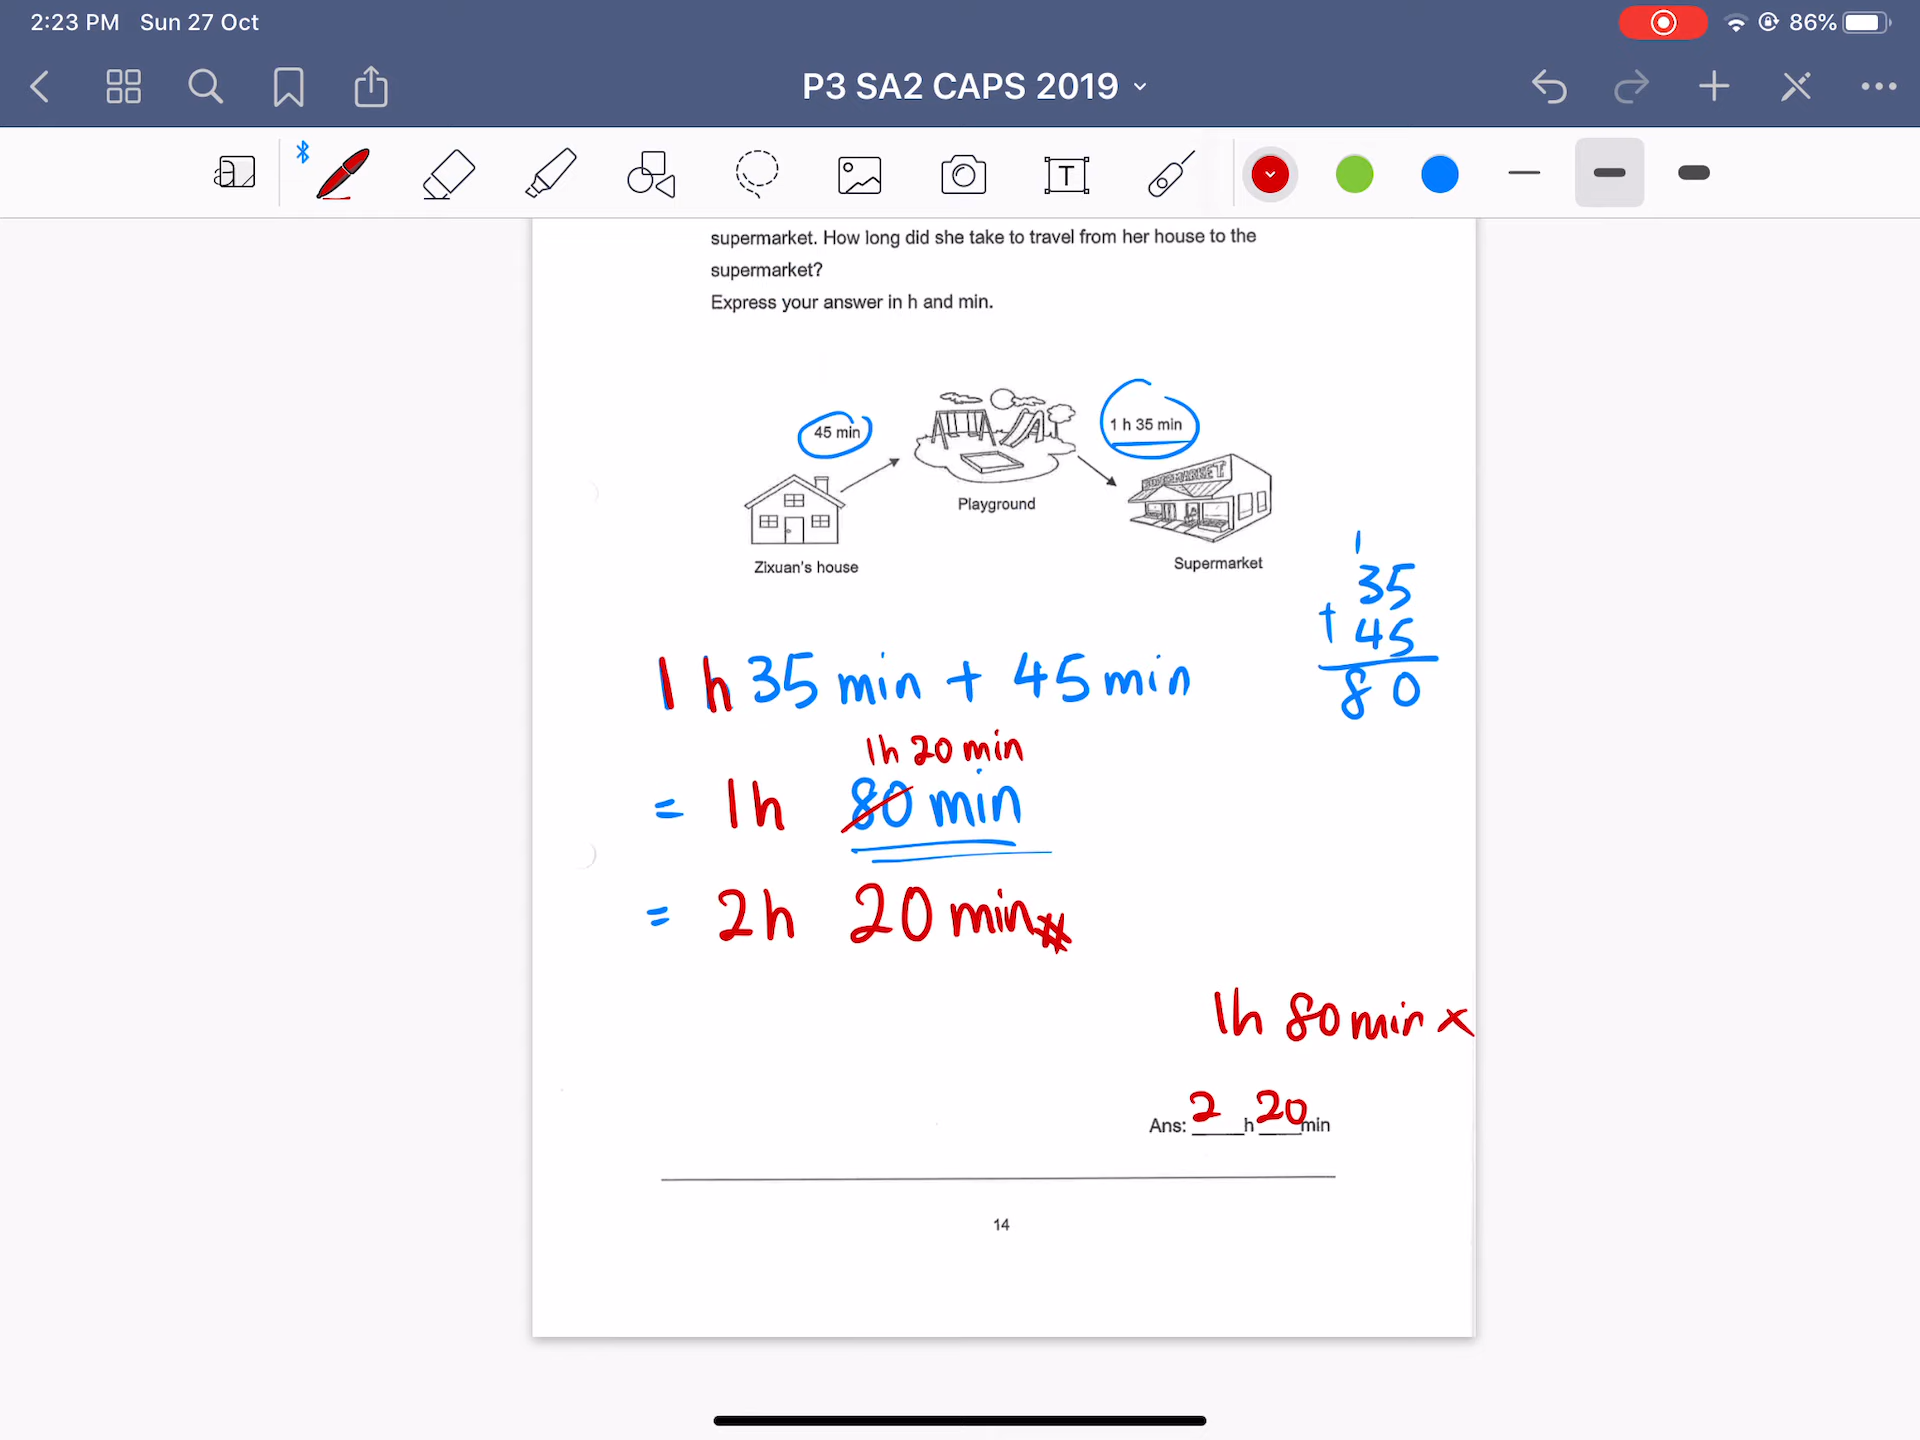 2:23 PM Sun 27 Oct
86%
P3 SA2 CAPS 2019
T
supermarket. How long did she take to travel from her house to the
supermarket?
Express your answer in h and min.
45 min
1 h 35 min
SUPERMARKET
Playground
Zixuan's house
Supermarket
1
35
+ 45
80
1 h 35 min + 45 min
1h 20 min
= 1h 80 min
= 2h 20 min
1h 80 min ×
Ans: 2 h 20 min
14